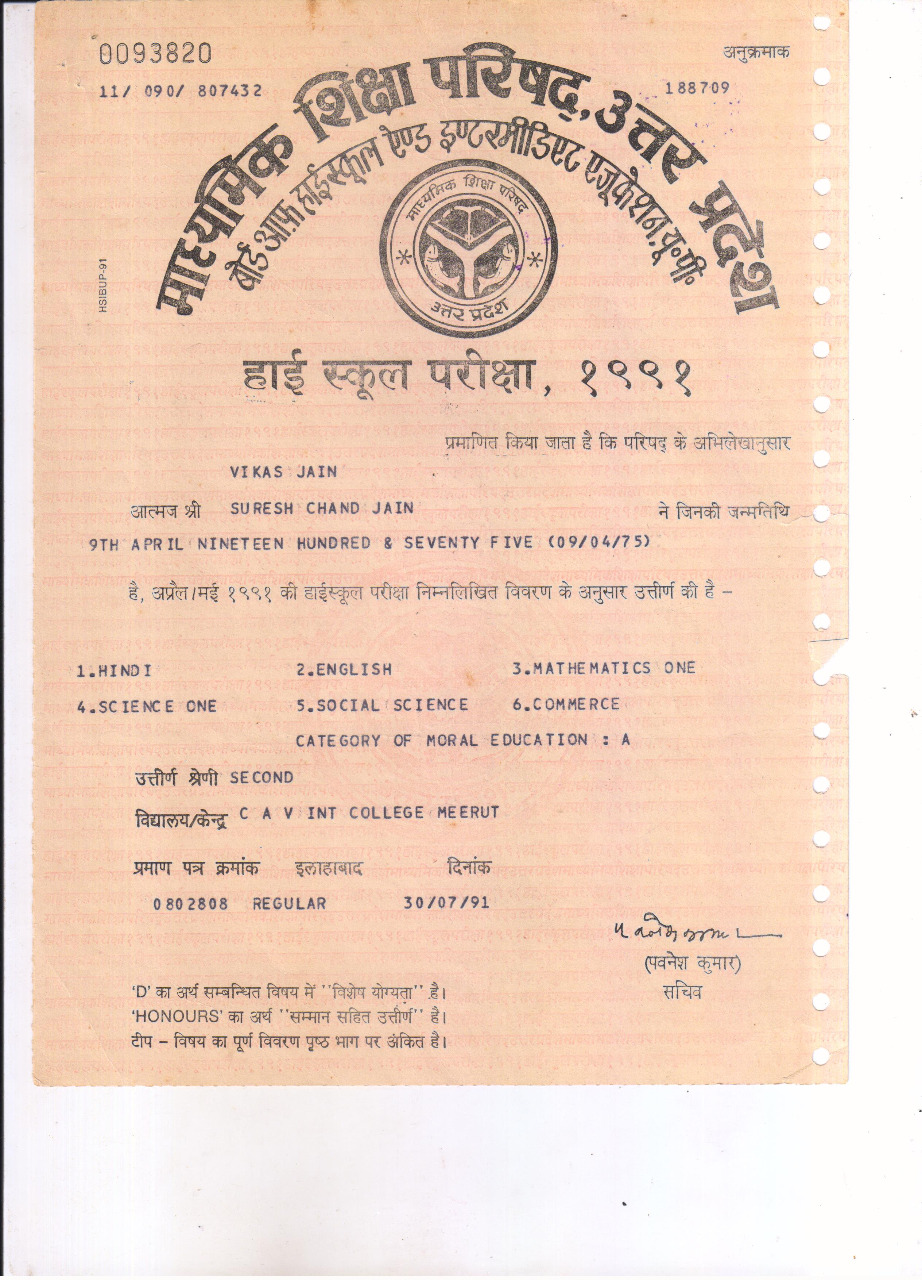 0093820
अनुक्रमांक
11/ 090/ 807432
188709
माध्यमिक शिक्षा परिषद्, उत्तर प्रदेश
बोर्ड आफ़ हाईस्कूल ऐण्ड इण्टरमीडिएट एजूकेशन, यू०पी०
माध्यमिक शिक्षा परिषद
उत्तर प्रदेश
HSIBUP-91
हाई स्कूल परीक्षा, १९९१
प्रमाणित किया जाता है कि परिषद् के अभिलेखानुसार
VIKAS JAIN
आत्मज श्री SURESH CHAND JAIN ने जिनकी जन्मतिथि
9TH APRIL NINETEEN HUNDRED & SEVENTY FIVE (09/04/75)
है, अप्रैल/मई १९९१ की हाईस्कूल परीक्षा निम्नलिखित विवरण के अनुसार उत्तीर्ण की है –
1.HINDI 2.ENGLISH 3.MATHEMATICS ONE
4.SCIENCE ONE 5.SOCIAL SCIENCE 6.COMMERCE
CATEGORY OF MORAL EDUCATION : A
उत्तीर्ण श्रेणी SECOND
विद्यालय/केन्द्र C A V INT COLLEGE MEERUT
प्रमाण पत्र क्रमांक इलाहाबाद दिनांक
0802808 REGULAR 30/07/91
पवनेश कुमार
(पवनेश कुमार)
सचिव
'D' का अर्थ सम्बन्धित विषय में ''विशेष योग्यता'' है।
'HONOURS' का अर्थ ''सम्मान सहित उत्तीर्ण'' है।
टीप – विषय का पूर्ण विवरण पृष्ठ भाग पर अंकित है।